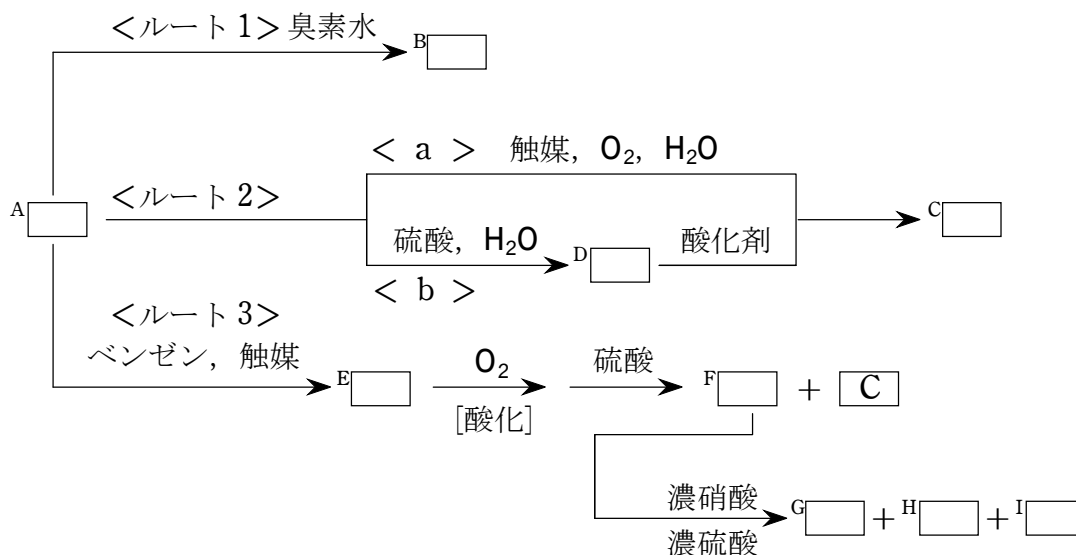 <ルート 1> 臭素水
B
< a > 触媒, O₂, H₂O
A
<ルート 2>
C
硫酸, H₂O
D
酸化剤
< b >
<ルート 3>
ベンゼン, 触媒
E
O₂
[酸化]
硫酸
F
+ C
濃硝酸
濃硫酸
G + H + I